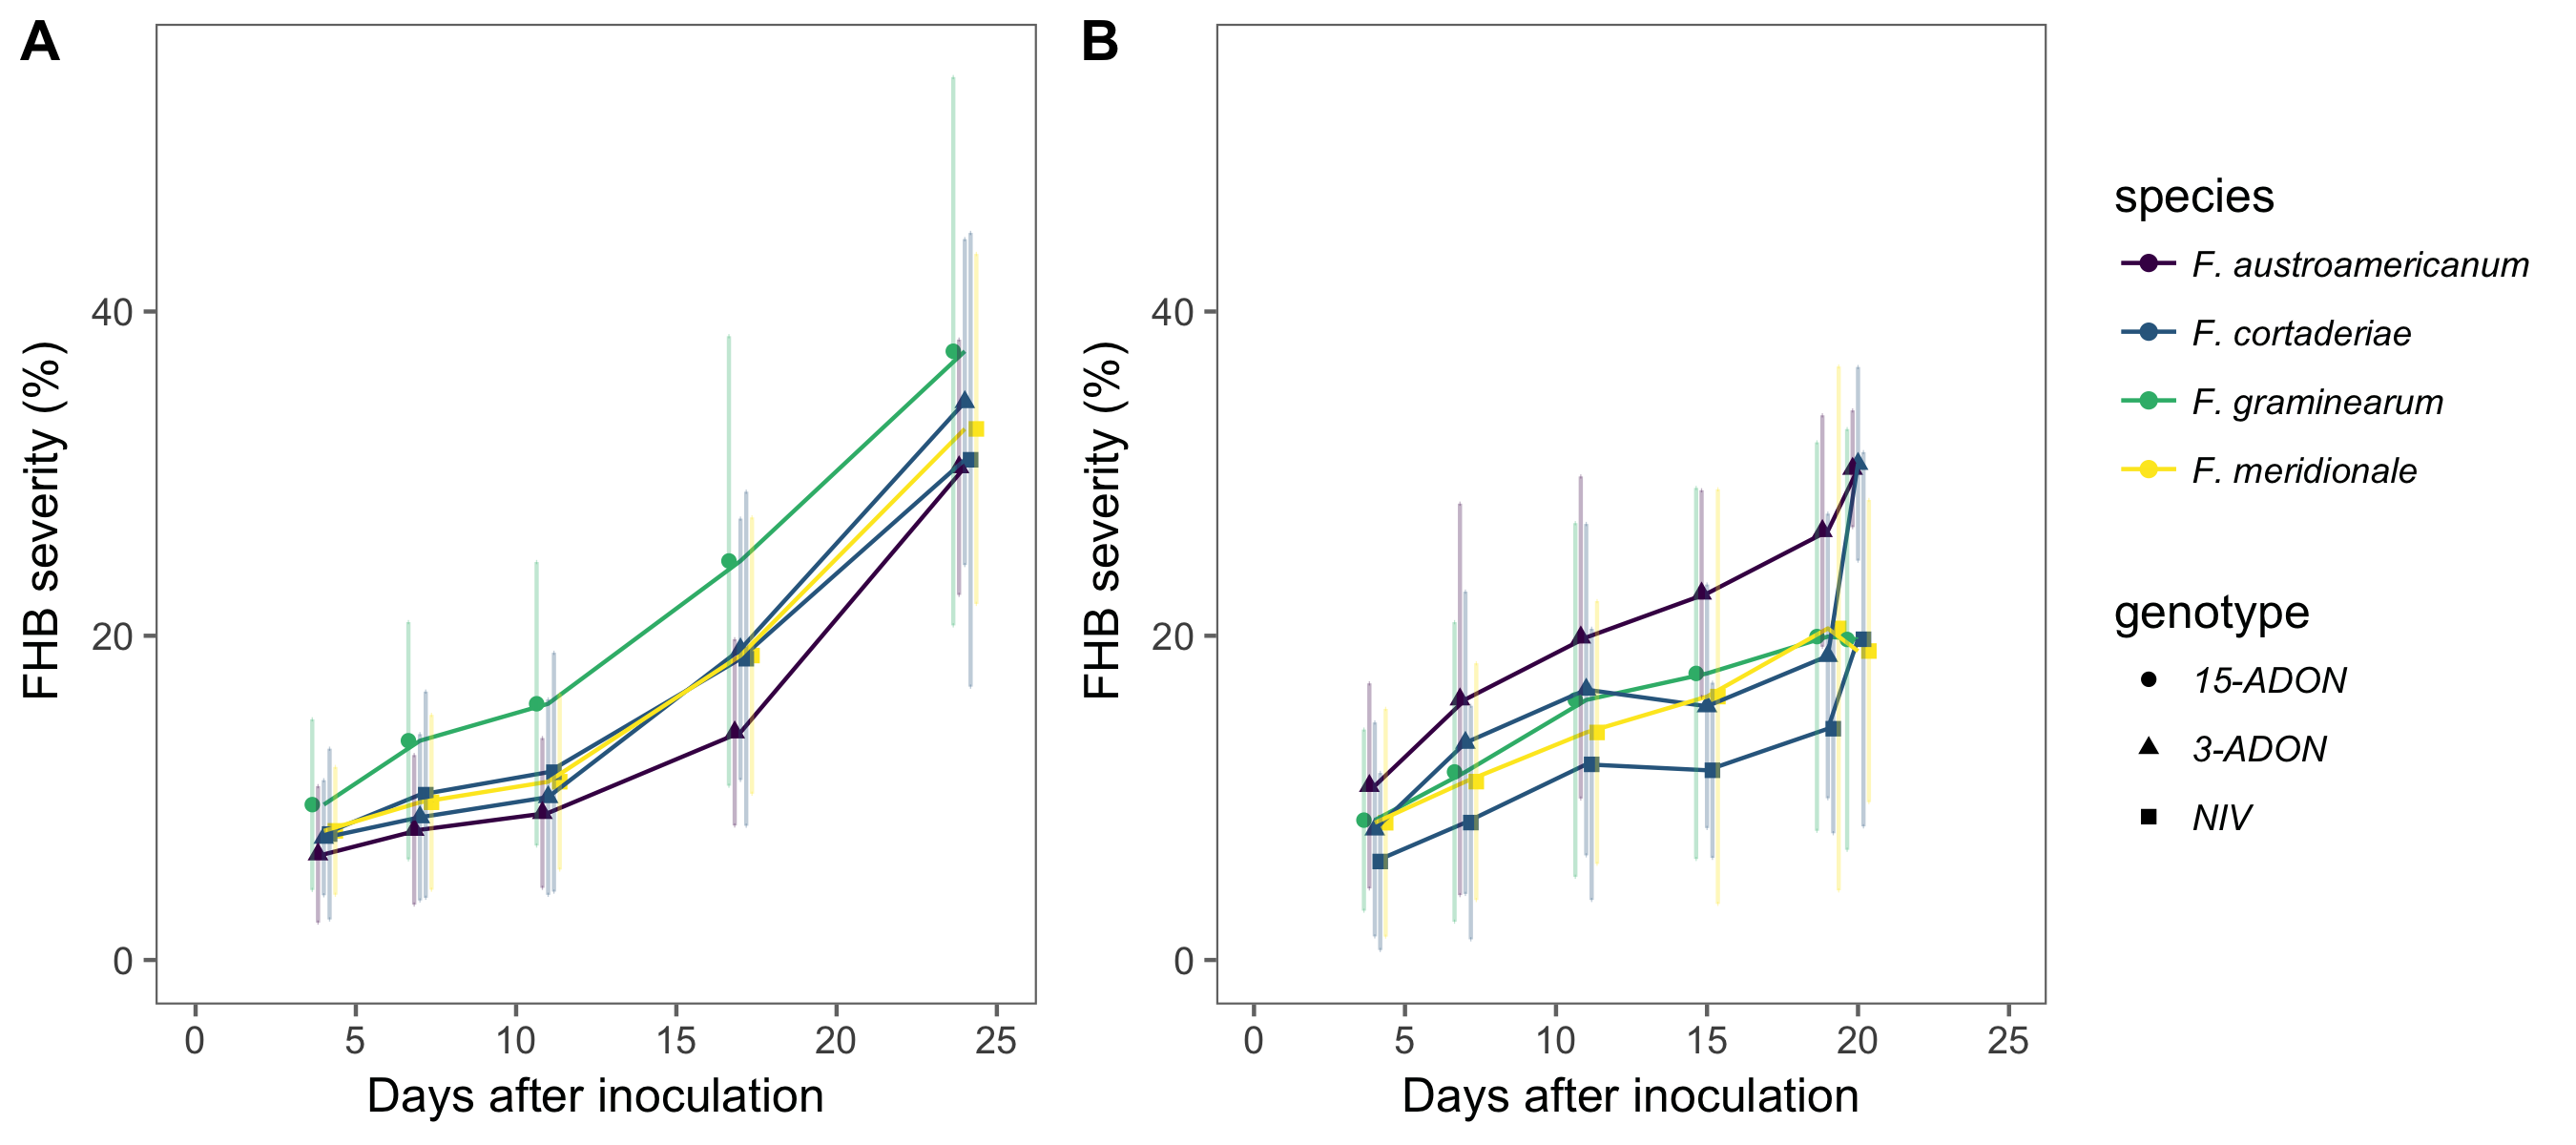 A
FHB severity (%)
40
20
0
0 5 10 15 20 25
Days after inoculation
B
FHB severity (%)
40
20
0
0 5 10 15 20 25
Days after inoculation
species
F. austroamericanum
F. cortaderiae
F. graminearum
F. meridionale
genotype
15-ADON
3-ADON
NIV